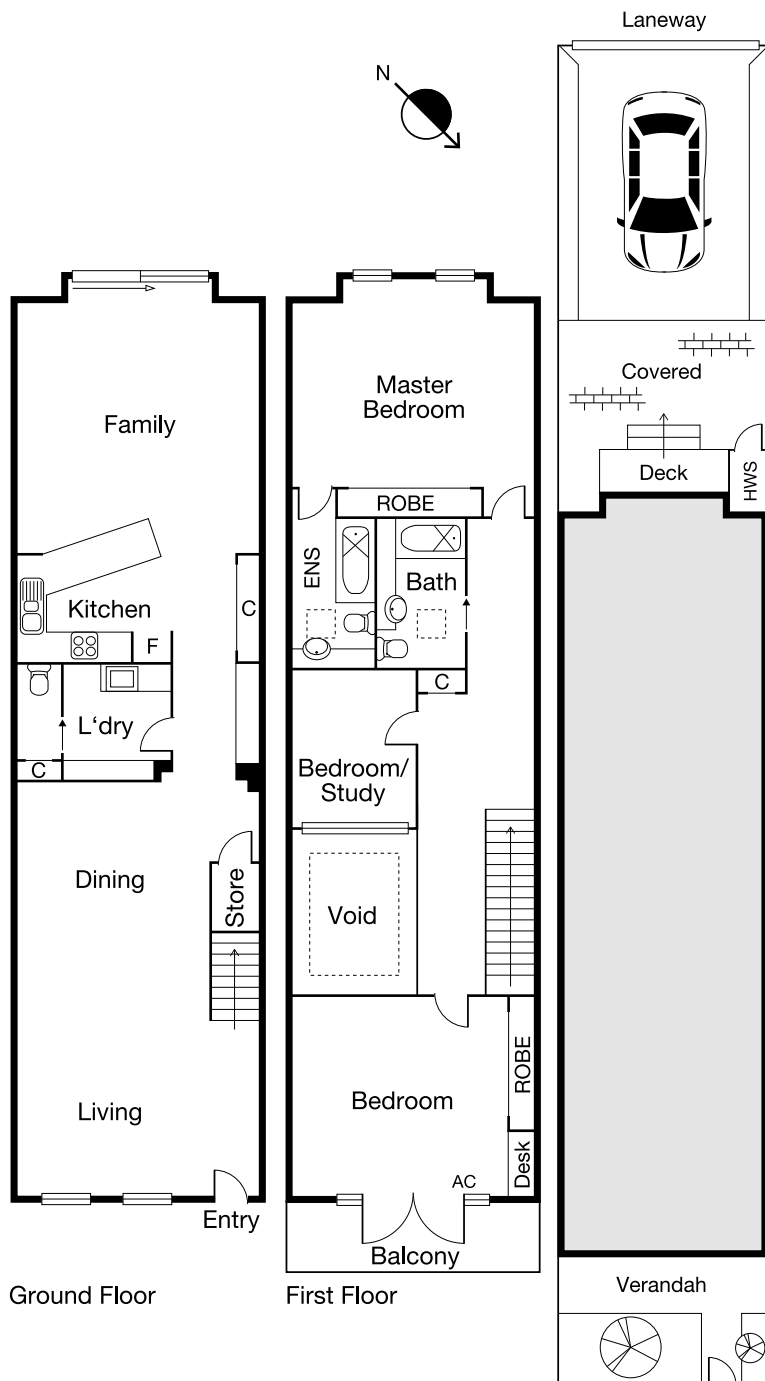 Laneway
N
Covered
Deck
HWS
Verandah
Family
Kitchen
C
F
L'dry
C
Dining
Store
Living
Entry
Ground Floor
Master
Bedroom
ROBE
ENS
Bath
C
Bedroom/
Study
Void
Bedroom
ROBE
Desk
AC
Balcony
First Floor